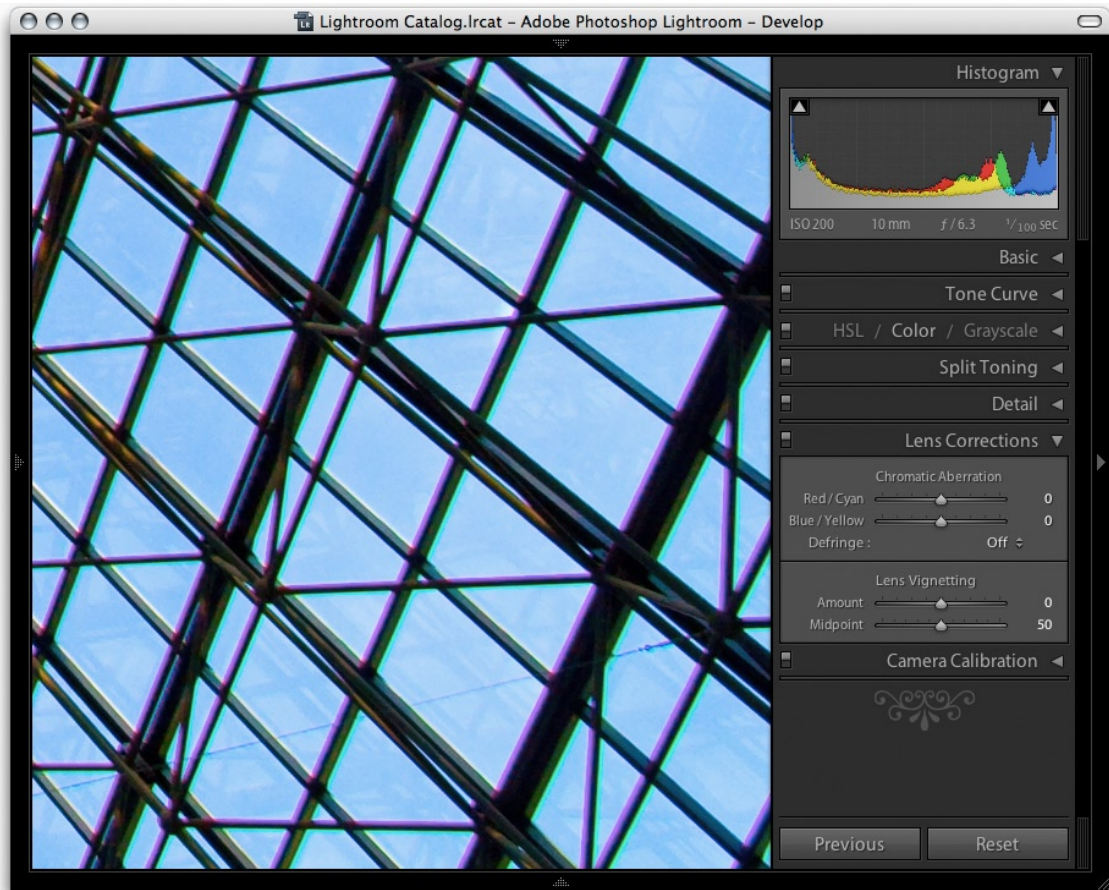 Lightroom Catalog.lrcat – Adobe Photoshop Lightroom – Develop
Histogram
ISO 200 10 mm ƒ / 6.3 1/100 sec
Basic
Tone Curve
HSL / Color / Grayscale
Split Toning
Detail
Lens Corrections
Chromatic Aberration
Red / Cyan 0
Blue / Yellow 0
Defringe : Off
Lens Vignetting
Amount 0
Midpoint 50
Camera Calibration
Previous Reset